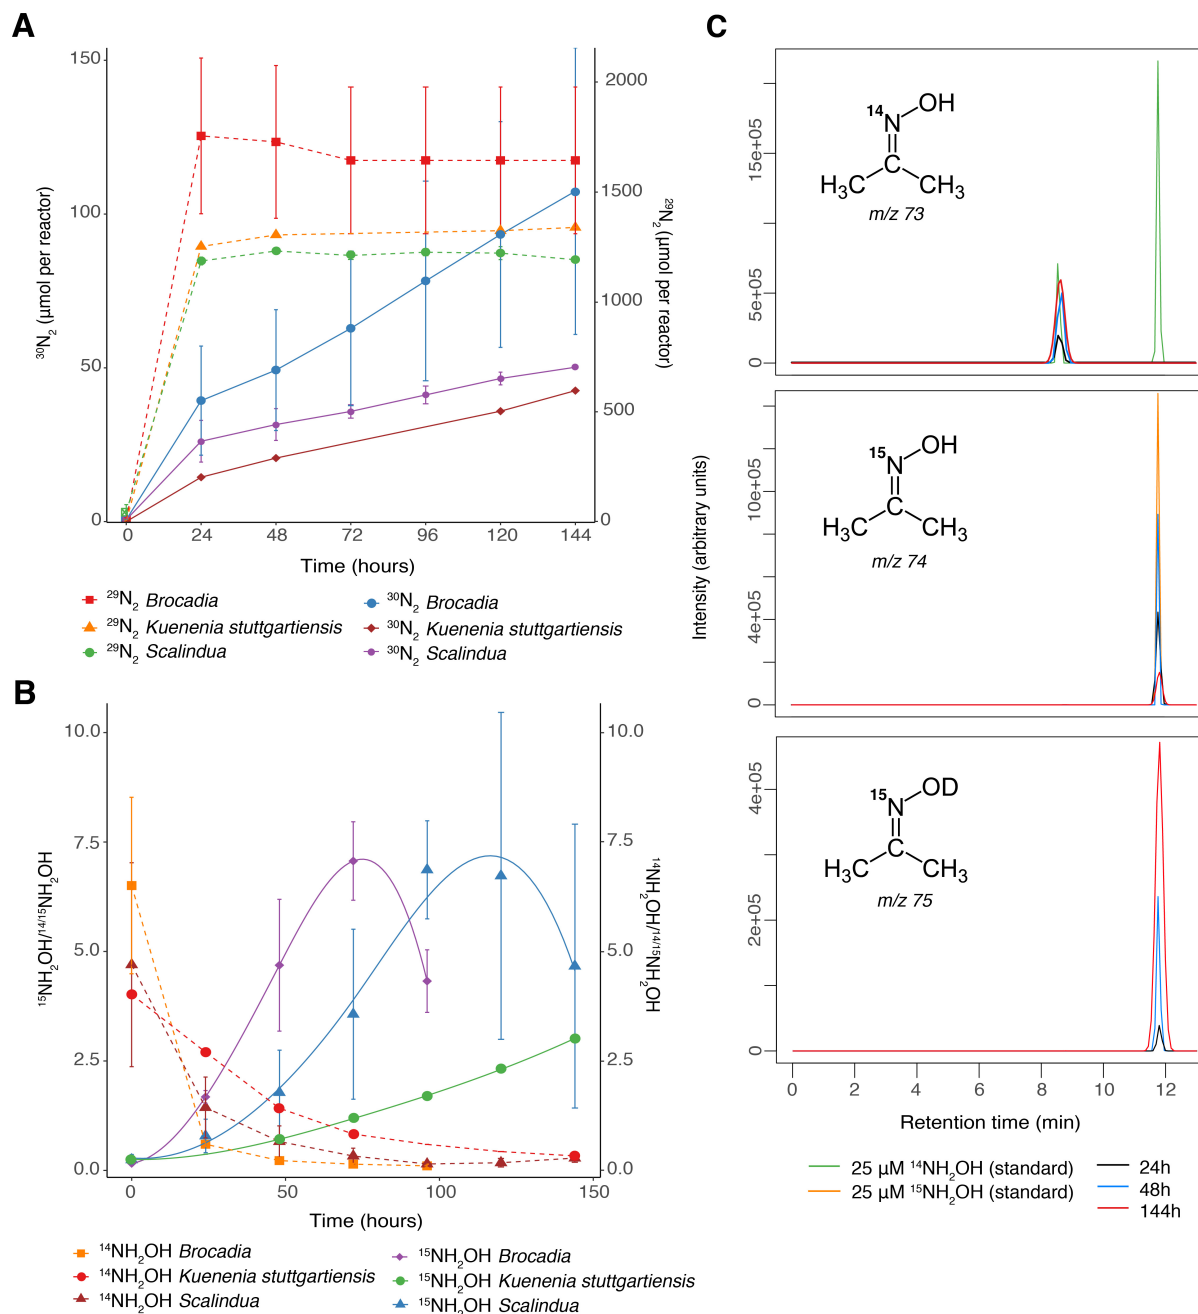 A
150
100
50
0
2000
1500
1000
500
0
³⁰N₂ (μmol per reactor)
²⁹N₂ (μmol per reactor)
0 24 48 72 96 120 144
Time (hours)
²⁹N₂ Brocadia
²⁹N₂ Kuenenia stuttgartiensis
²⁹N₂ Scalindua
³⁰N₂ Brocadia
³⁰N₂ Kuenenia stuttgartiensis
³⁰N₂ Scalindua
B
10.0
7.5
5.0
2.5
0.0
10.0
7.5
5.0
2.5
0.0
¹⁵NH₂OH/¹⁴/¹⁵NH₂OH
¹⁴NH₂OH/¹⁴/¹⁵NH₂OH
0 50 100 150
Time (hours)
¹⁴NH₂OH Brocadia
¹⁴NH₂OH Kuenenia stuttgartiensis
¹⁴NH₂OH Scalindua
¹⁵NH₂OH Brocadia
¹⁵NH₂OH Kuenenia stuttgartiensis
¹⁵NH₂OH Scalindua
C
15e+05
5e+05
0
¹⁴N OH
C
H₃C CH₃
m/z 73
10e+05
4e+05
0
¹⁵N OH
C
H₃C CH₃
m/z 74
4e+05
2e+05
0
¹⁵N OD
C
H₃C CH₃
m/z 75
Intensity (arbitrary units)
0 2 4 6 8 10 12
Retention time (min)
25 μM ¹⁴NH₂OH (standard)
25 μM ¹⁵NH₂OH (standard)
24h
48h
144h